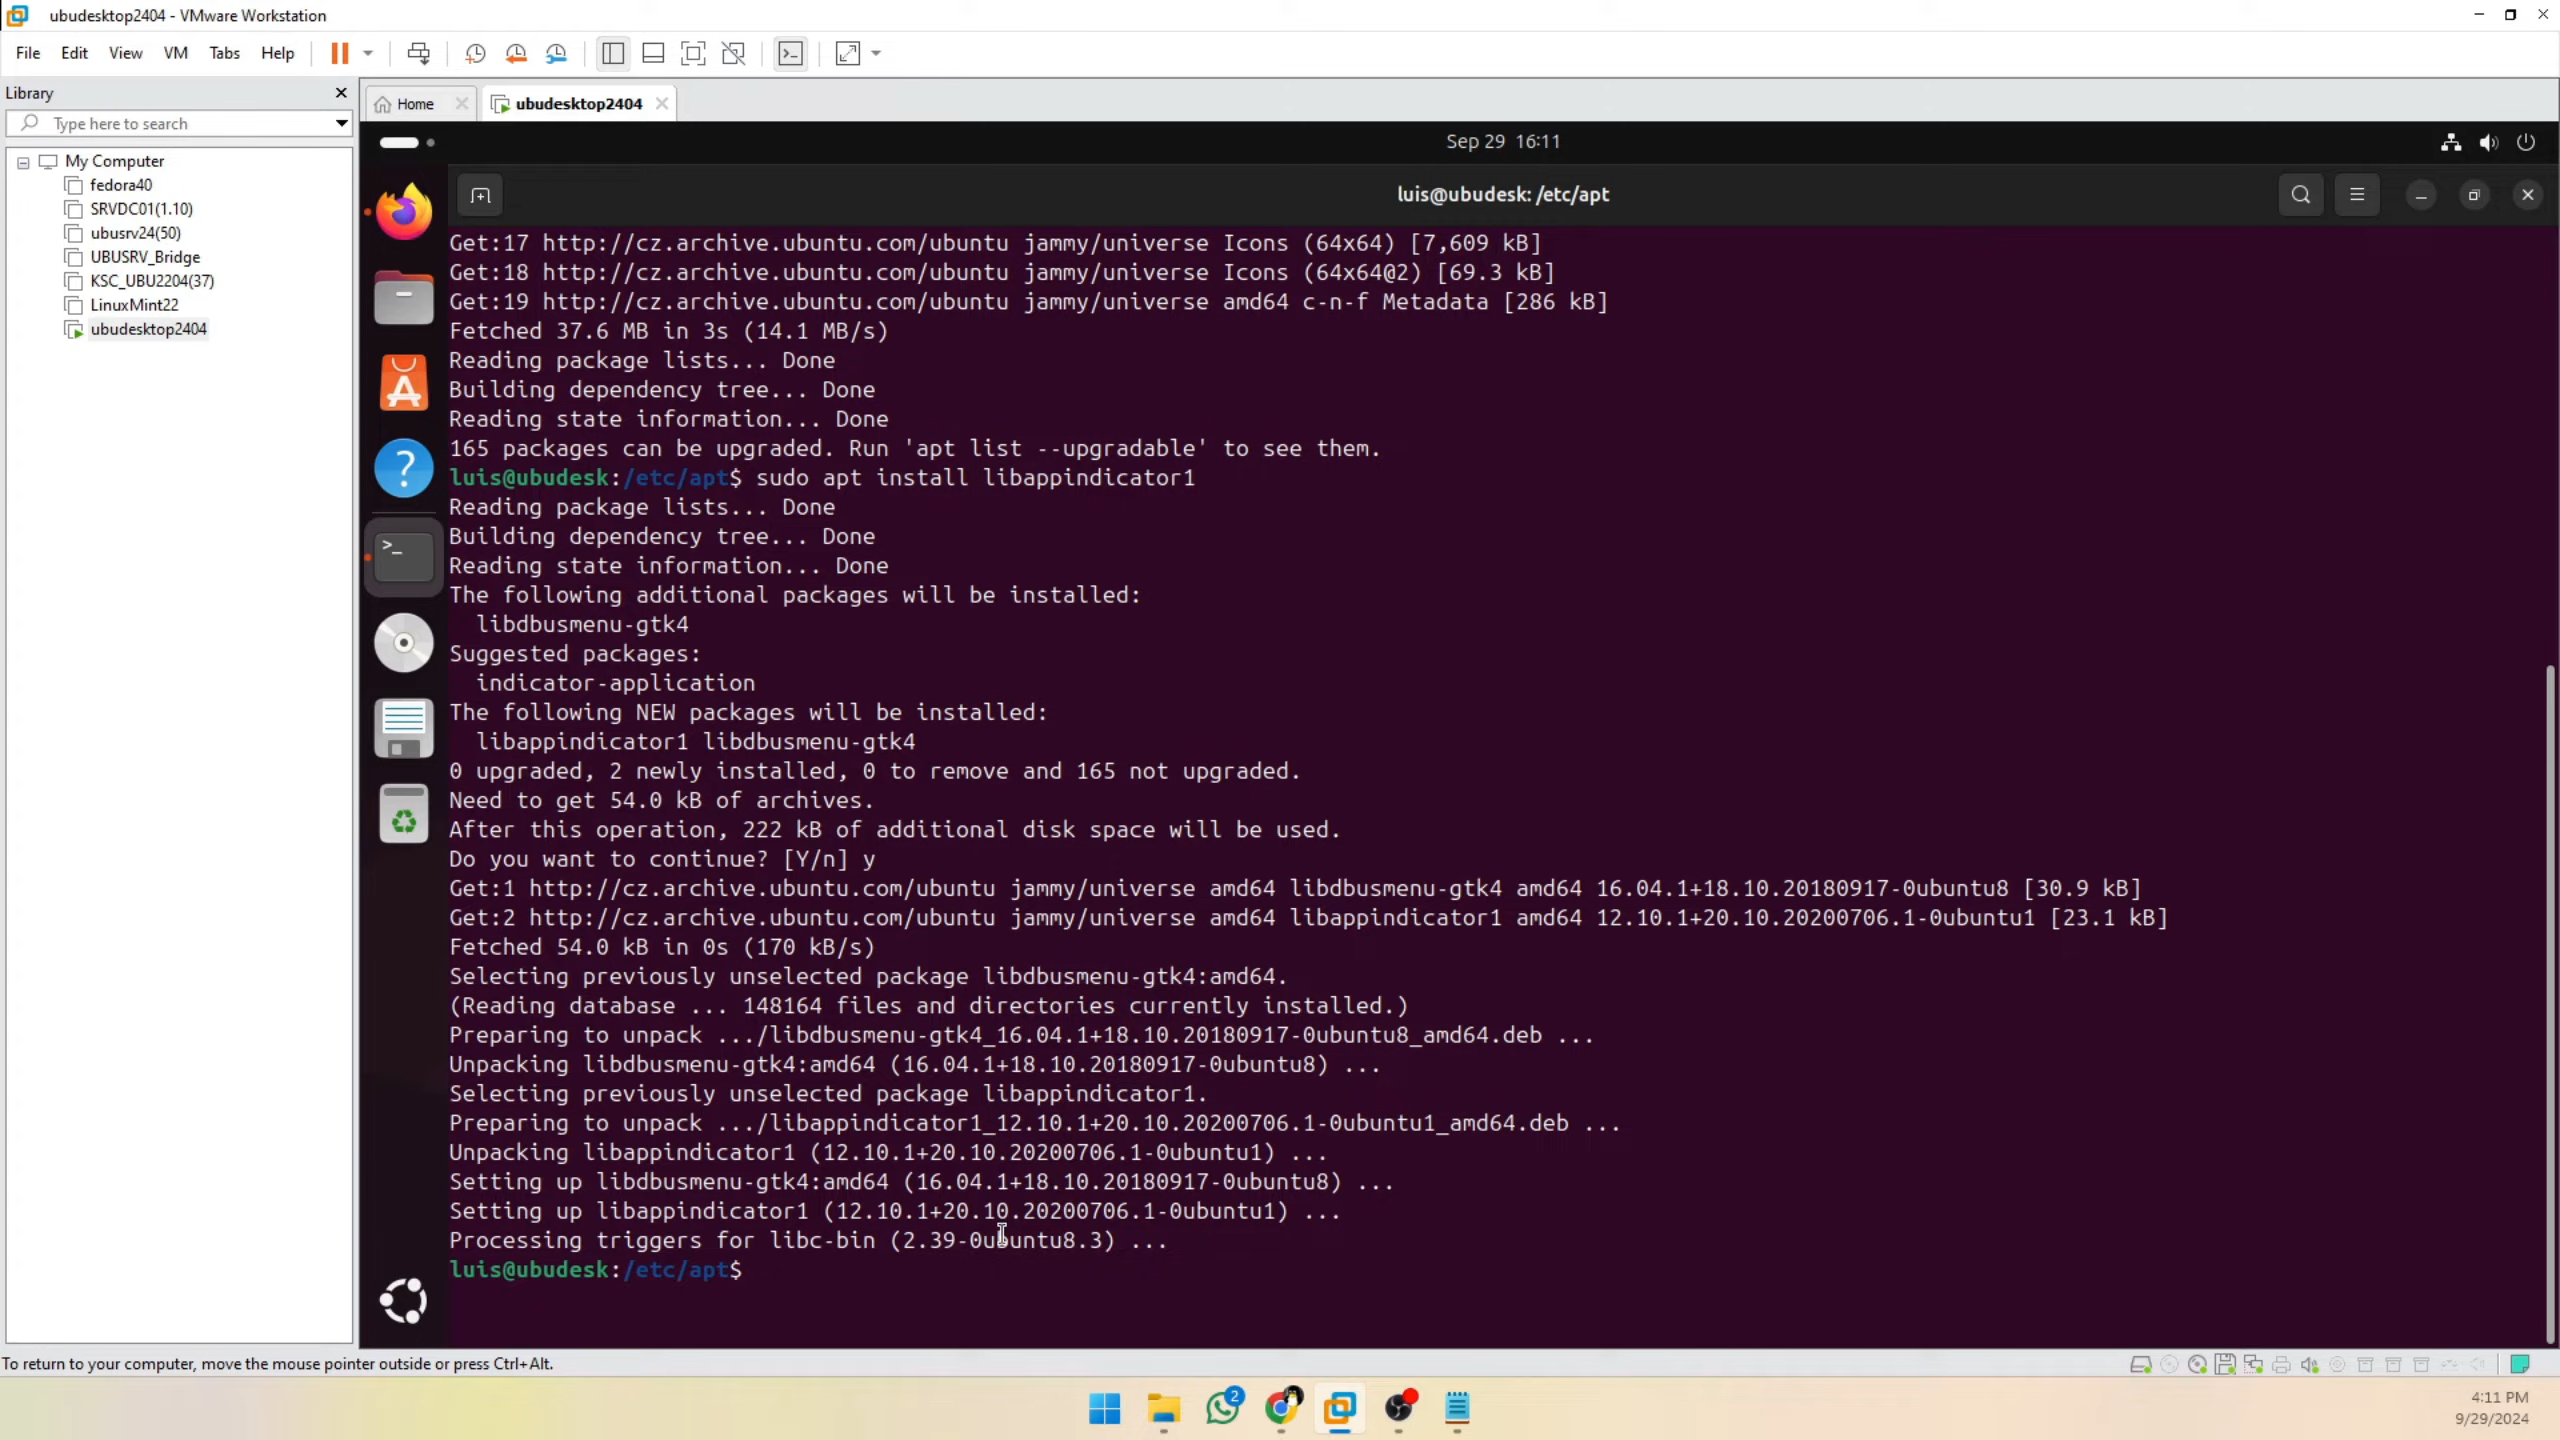 ubudesktop2404 - VMware Workstation
File Edit View VM Tabs Help
Library
Type here to search
My Computer
fedora40
SRVDC01(1.10)
ubusrv24(50)
UBUSRV_Bridge
KSC_UBU2204(37)
LinuxMint22
ubudesktop2404
Home ubudesktop2404
Sep 29 16:11
luis@ubudesk: /etc/apt
Get:17 http://cz.archive.ubuntu.com/ubuntu jammy/universe Icons (64x64) [7,609 kB]
Get:18 http://cz.archive.ubuntu.com/ubuntu jammy/universe Icons (64x64@2) [69.3 kB]
Get:19 http://cz.archive.ubuntu.com/ubuntu jammy/universe amd64 c-n-f Metadata [286 kB]
Fetched 37.6 MB in 3s (14.1 MB/s)
Reading package lists... Done
Building dependency tree... Done
Reading state information... Done
165 packages can be upgraded. Run 'apt list --upgradable' to see them.
luis@ubudesk:/etc/apt$ sudo apt install libappindicator1
Reading package lists... Done
Building dependency tree... Done
Reading state information... Done
The following additional packages will be installed:
libdbusmenu-gtk4
Suggested packages:
indicator-application
The following NEW packages will be installed:
libappindicator1 libdbusmenu-gtk4
0 upgraded, 2 newly installed, 0 to remove and 165 not upgraded.
Need to get 54.0 kB of archives.
After this operation, 222 kB of additional disk space will be used.
Do you want to continue? [Y/n] y
Get:1 http://cz.archive.ubuntu.com/ubuntu jammy/universe amd64 libdbusmenu-gtk4 amd64 16.04.1+18.10.20180917-0ubuntu8 [30.9 kB]
Get:2 http://cz.archive.ubuntu.com/ubuntu jammy/universe amd64 libappindicator1 amd64 12.10.1+20.10.20200706.1-0ubuntu1 [23.1 kB]
Fetched 54.0 kB in 0s (170 kB/s)
Selecting previously unselected package libdbusmenu-gtk4:amd64.
(Reading database ... 148164 files and directories currently installed.)
Preparing to unpack .../libdbusmenu-gtk4_16.04.1+18.10.20180917-0ubuntu8_amd64.deb ...
Unpacking libdbusmenu-gtk4:amd64 (16.04.1+18.10.20180917-0ubuntu8) ...
Selecting previously unselected package libappindicator1.
Preparing to unpack .../libappindicator1_12.10.1+20.10.20200706.1-0ubuntu1_amd64.deb ...
Unpacking libappindicator1 (12.10.1+20.10.20200706.1-0ubuntu1) ...
Setting up libdbusmenu-gtk4:amd64 (16.04.1+18.10.20180917-0ubuntu8) ...
Setting up libappindicator1 (12.10.1+20.10.20200706.1-0ubuntu1) ...
Processing triggers for libc-bin (2.39-0ubuntu8.3) ...
luis@ubudesk:/etc/apt$
To return to your computer, move the mouse pointer outside or press Ctrl+Alt.
2
4:11 PM
9/29/2024